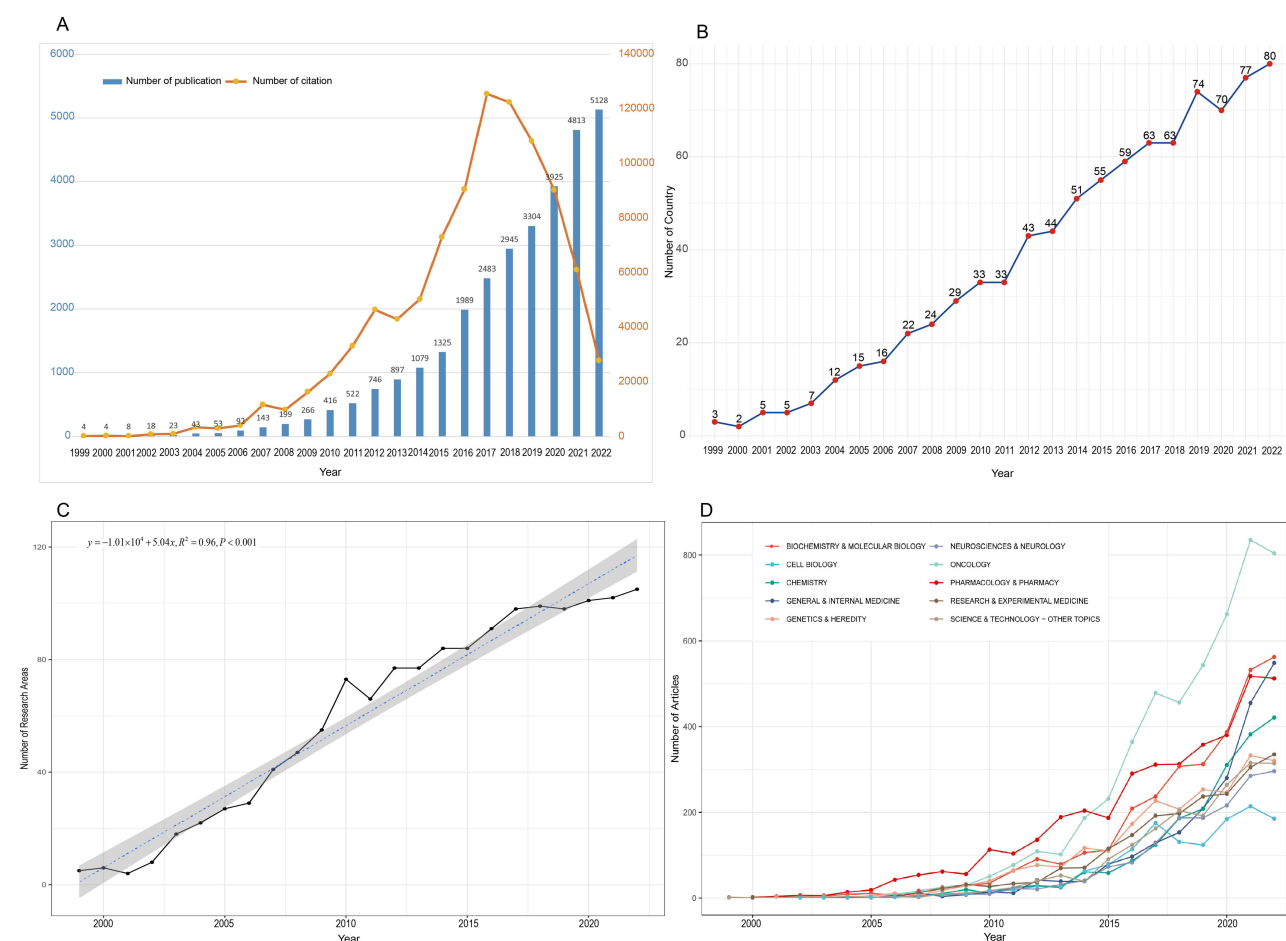 A
6000
5000
4000
3000
2000
1000
0
140000
120000
100000
80000
60000
40000
20000
0
Number of publication
Number of citation
4 4 8 18 23 43 53 92 143 199 266 416 522 746 897 1079 1325 1989 2483 2945 3304 3925 4813 5128
1999 2000 2001 2002 2003 2004 2005 2006 2007 2008 2009 2010 2011 2012 2013 2014 2015 2016 2017 2018 2019 2020 2021 2022
Year
B
Number of Country
80
60
40
20
0
3 2 5 5 7 12 15 16 22 24 29 33 33 43 44 51 55 59 63 63 74 70 77 80
1999 2000 2001 2002 2003 2004 2005 2006 2007 2008 2009 2010 2011 2012 2013 2014 2015 2016 2017 2018 2019 2020 2021 2022
Year
C
y = −1.01×10⁴ + 5.04x, R² = 0.96, P < 0.001
Number of Research Areas
120
80
40
0
2000 2005 2010 2015 2020
Year
D
Number of Articles
800
600
400
200
0
BIOCHEMISTRY & MOLECULAR BIOLOGY
CELL BIOLOGY
CHEMISTRY
GENERAL & INTERNAL MEDICINE
GENETICS & HEREDITY
NEUROSCIENCES & NEUROLOGY
ONCOLOGY
PHARMACOLOGY & PHARMACY
RESEARCH & EXPERIMENTAL MEDICINE
SCIENCE & TECHNOLOGY − OTHER TOPICS
2000 2005 2010 2015 2020
Year